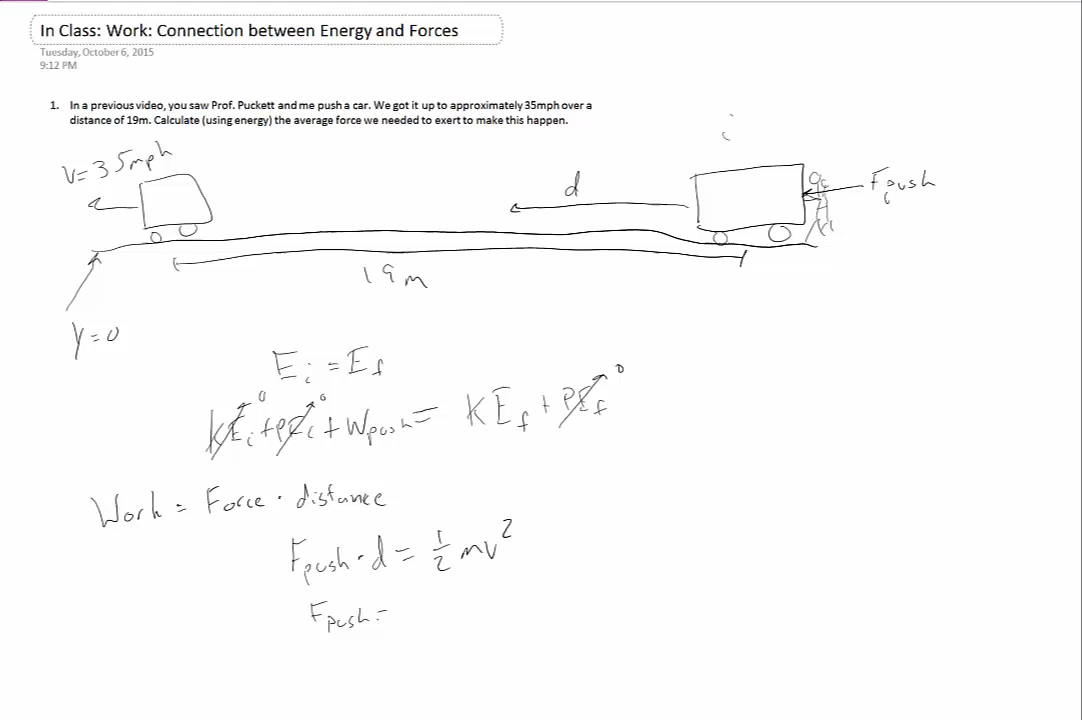 In Class: Work: Connection between Energy and Forces
Tuesday, October 6, 2015
9:12 PM
1. In a previous video, you saw Prof. Puckett and me push a car. We got it up to approximately 35mph over a
distance of 19m. Calculate (using energy) the average force we needed to exert to make this happen.
V=35mph
d
Fpush
19m
Y=0
Ei = Ef
KEi+PEi+Wpush= KEf + PEf
0 0 0
Work = Force · distance
Fpush · d = 1/2 mv²
Fpush=